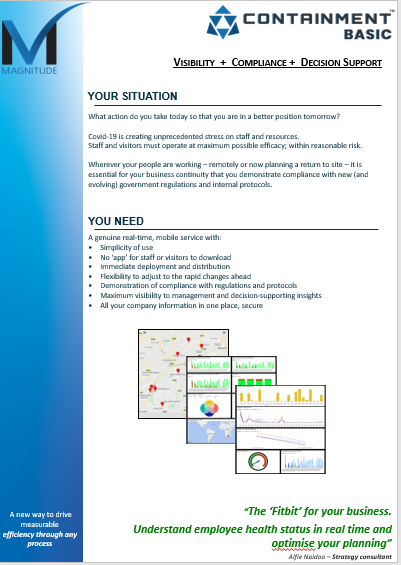 MAGNITUDE
CONTAINMENT™
BASIC
VISIBILITY + COMPLIANCE + DECISION SUPPORT
YOUR SITUATION
What action do you take today so that you are in a better position tomorrow?
Covid-19 is creating unprecedented stress on staff and resources.
Staff and visitors must operate at maximum possible efficacy; within reasonable risk.
Wherever your people are working – remotely or now planning a return to site – it is
essential for your business continuity that you demonstrate compliance with new (and
evolving) government regulations and internal protocols.
YOU NEED
A genuine real-time, mobile service with:
• Simplicity of use
• No ‘app’ for staff or visitors to download
• Immediate deployment and distribution
• Flexibility to adjust to the rapid changes ahead
• Demonstration of compliance with regulations and protocols
• Maximum visibility to management and decision-supporting insights
• All your company information in one place, secure
A new way to drive
measurable
efficiency through any
process
“The ‘Fitbit’ for your business.
Understand employee health status in real time and
optimise your planning”
Alfie Naidoo – Strategy consultant